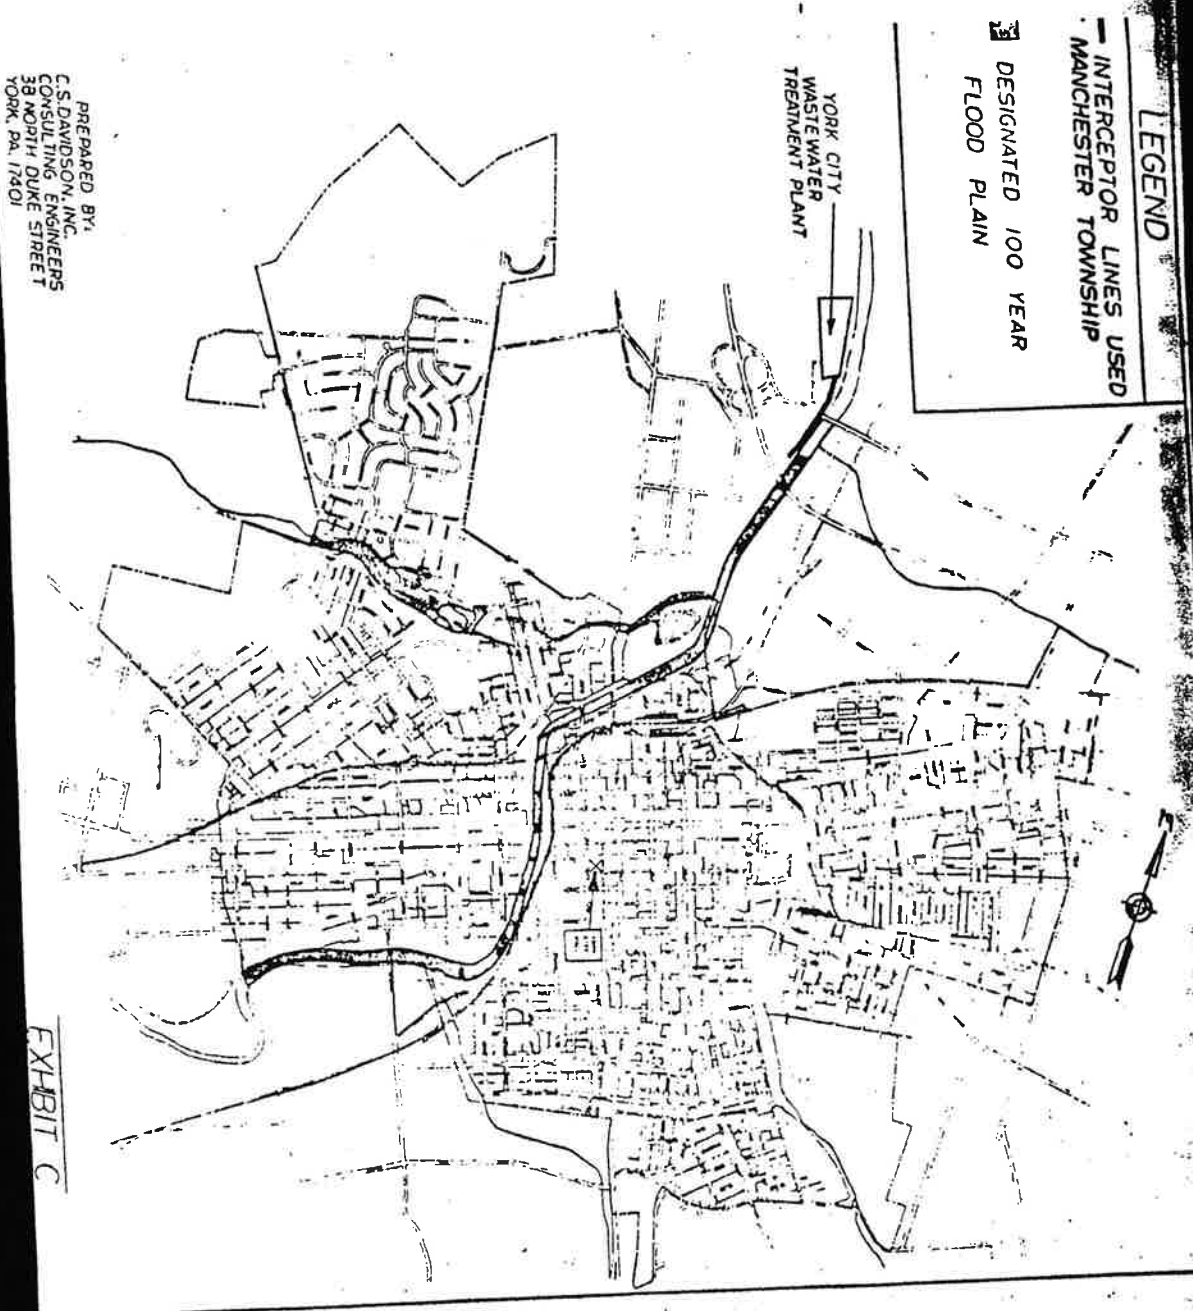 LEGEND
INTERCEPTOR LINES USED
MANCHESTER TOWNSHIP
DESIGNATED 100 YEAR
FLOOD PLAIN
YORK CITY
WASTEWATER
TREATMENT PLANT
PREPARED BY:
C.S. DAVIDSON, INC.
CONSULTING ENGINEERS
38 NORTH DUKE STREET
YORK, PA. 17401
EXHIBIT C